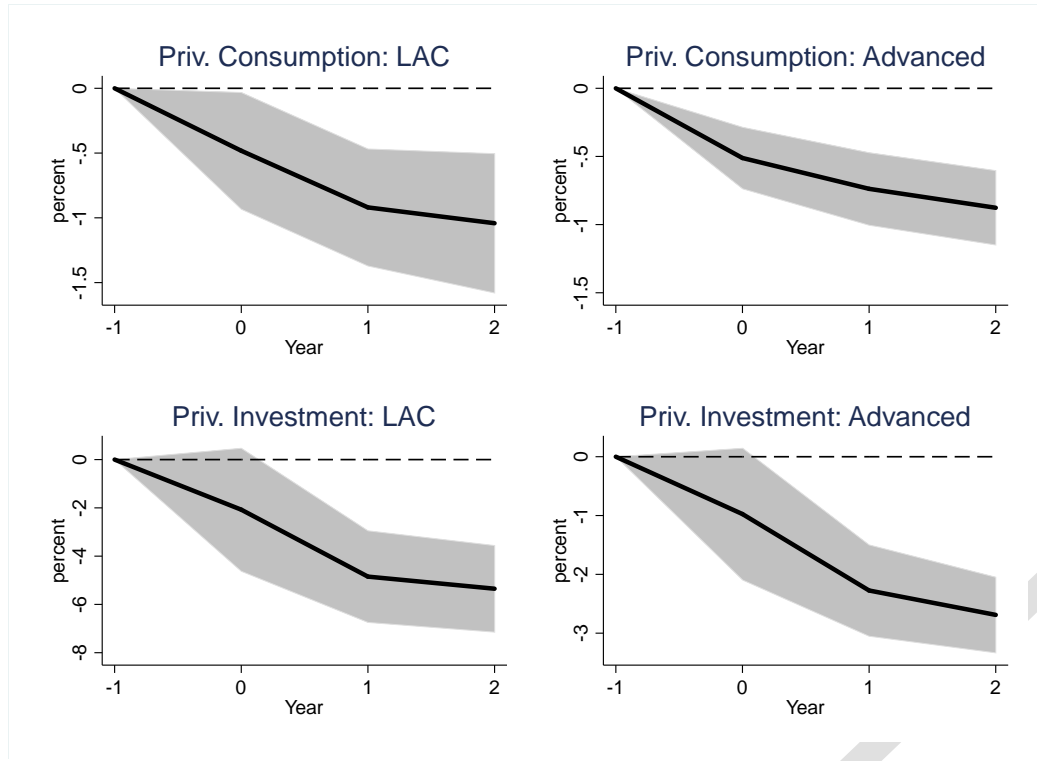 Priv. Consumption: LAC
0
-.5
-1
-1.5
percent
-1 0 1 2
Year
Priv. Consumption: Advanced
0
-.5
-1
-1.5
percent
-1 0 1 2
Year
Priv. Investment: LAC
0
-2
-4
-6
-8
percent
-1 0 1 2
Year
Priv. Investment: Advanced
0
-1
-2
-3
percent
-1 0 1 2
Year